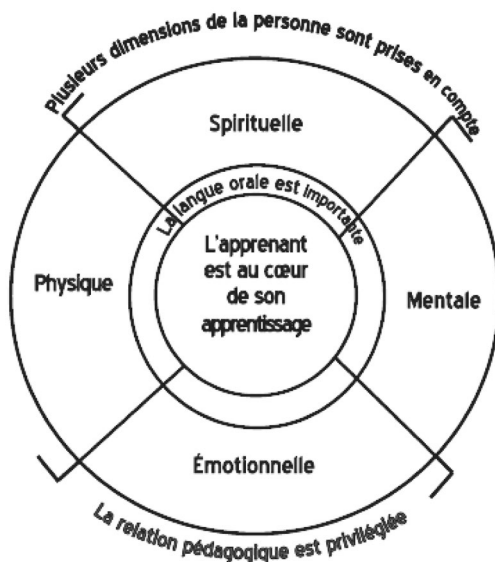 Plusieurs dimensions de la personne sont prises en compte
Spirituelle
La langue orale est importante
L'apprenant
est au cœur
de son
apprentissage
Physique
Mentale
Émotionnelle
La relation pédagogique est privilégiée